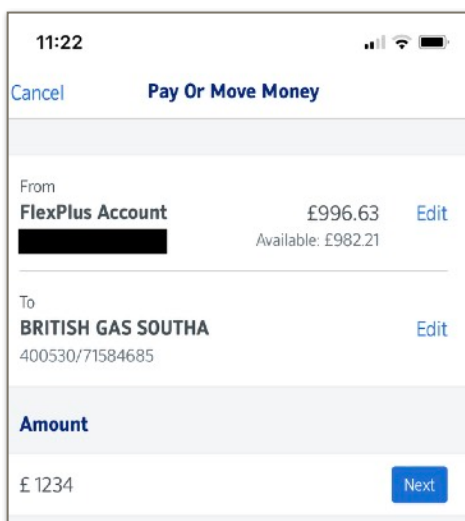 11:22
Cancel Pay Or Move Money
From
FlexPlus Account £996.63 Edit
Available: £982.21
To
BRITISH GAS SOUTHA Edit
400530/71584685
Amount
£ 1234 Next